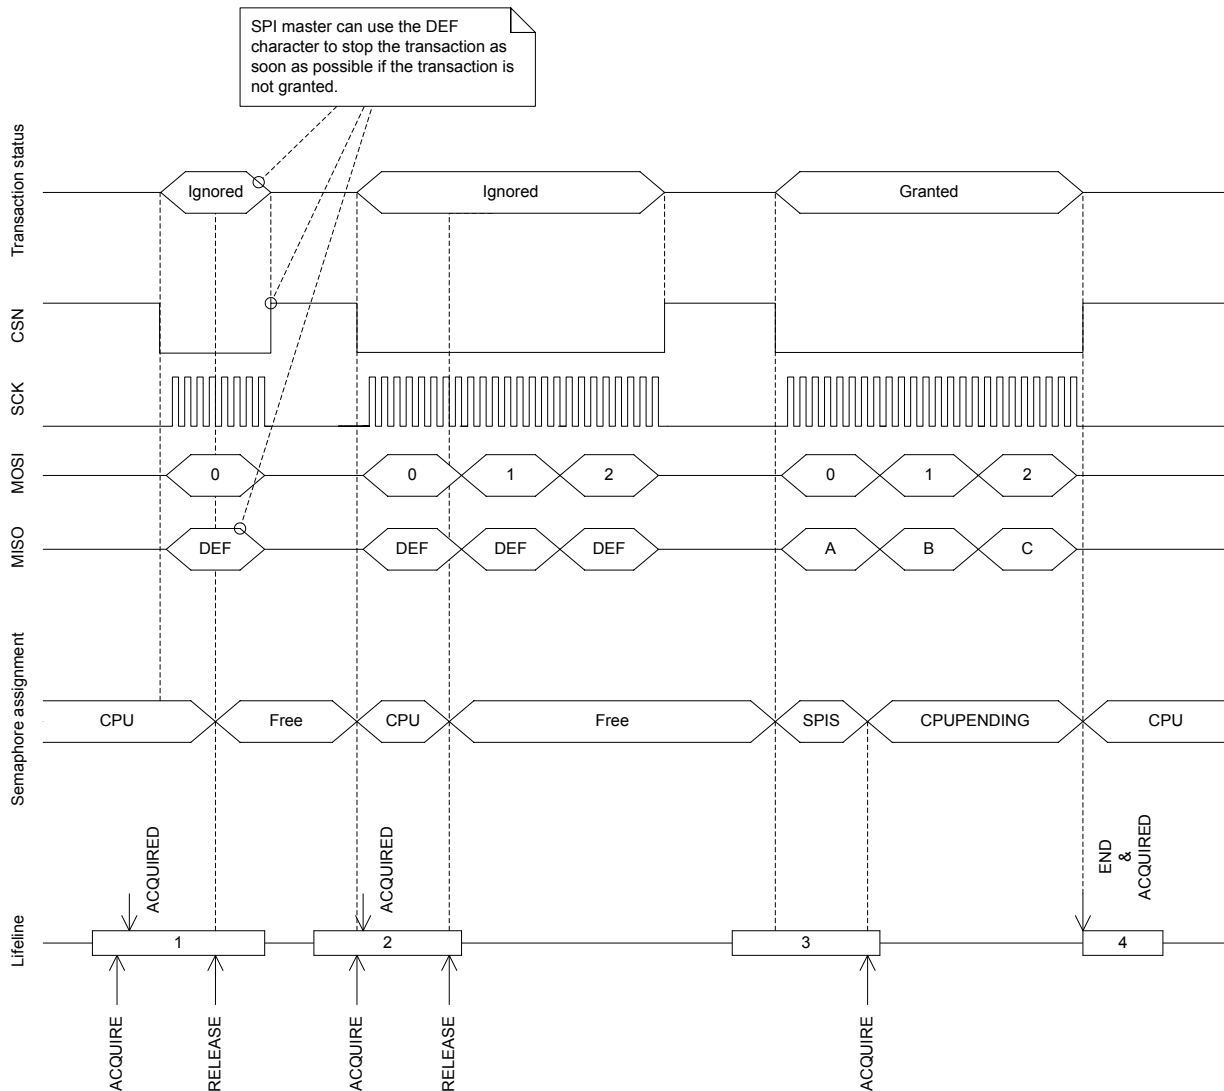 SPI master can use the DEF
character to stop the transaction as
soon as possible if the transaction is
not granted.
Transaction status
Ignored
Ignored
Granted
CSN
SCK
MOSI
0
0
1
2
0
1
2
MISO
DEF
DEF
DEF
DEF
A
B
C
Semaphore assignment
CPU
Free
CPU
Free
SPIS
CPUPENDING
CPU
ACQUIRED
ACQUIRED
END
&
ACQUIRED
Lifeline
1
2
3
4
ACQUIRE
RELEASE
ACQUIRE
RELEASE
ACQUIRE